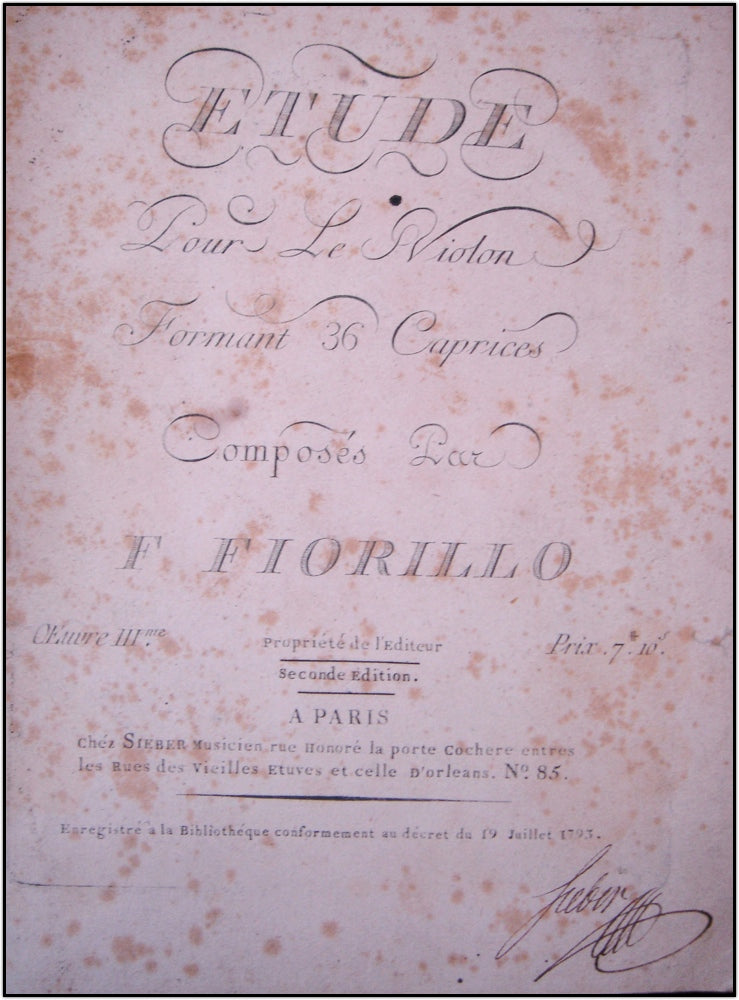 ETUDE
Pour Le Violon
Formant 36 Caprices
Composés Par
F FIORILLO
Œuvre III.me
Propriété de l'Editeur
Prix. 7.# 10.s
Seconde Edition.
A PARIS
Chéz SIEBER Musicien rue Honoré la porte Cochere entres
les Rues des Vieilles Etuves et celle D'orleans. No. 85.
Enregistré a la Bibliothéque conformement au décret du 19 Juillet 1793.
Sieber